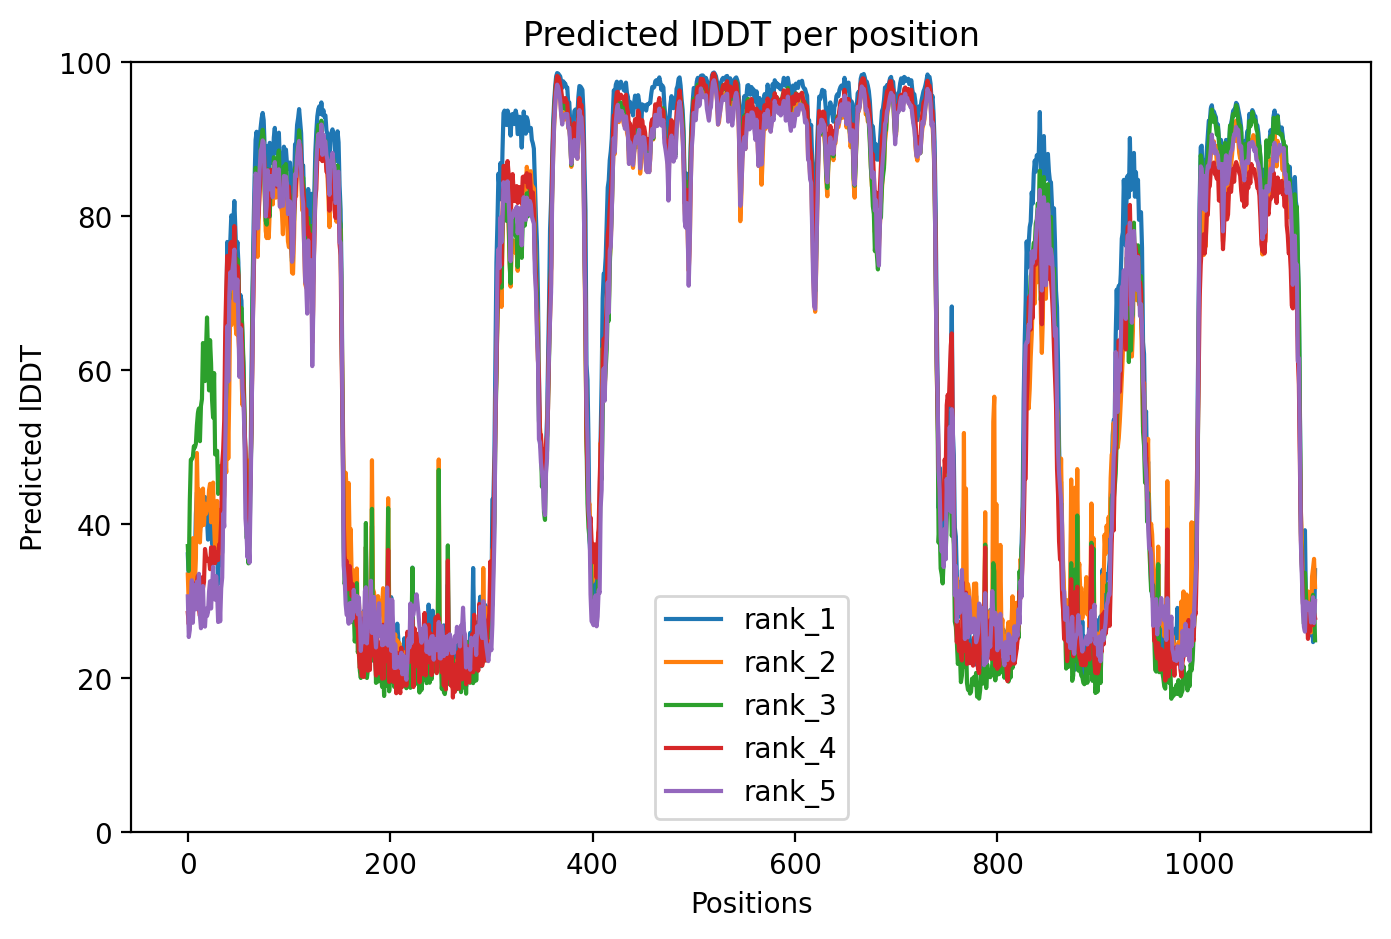 Predicted lDDT per position
Predicted lDDT
100
80
60
40
20
0
0 200 400 600 800 1000
Positions
rank_1
rank_2
rank_3
rank_4
rank_5